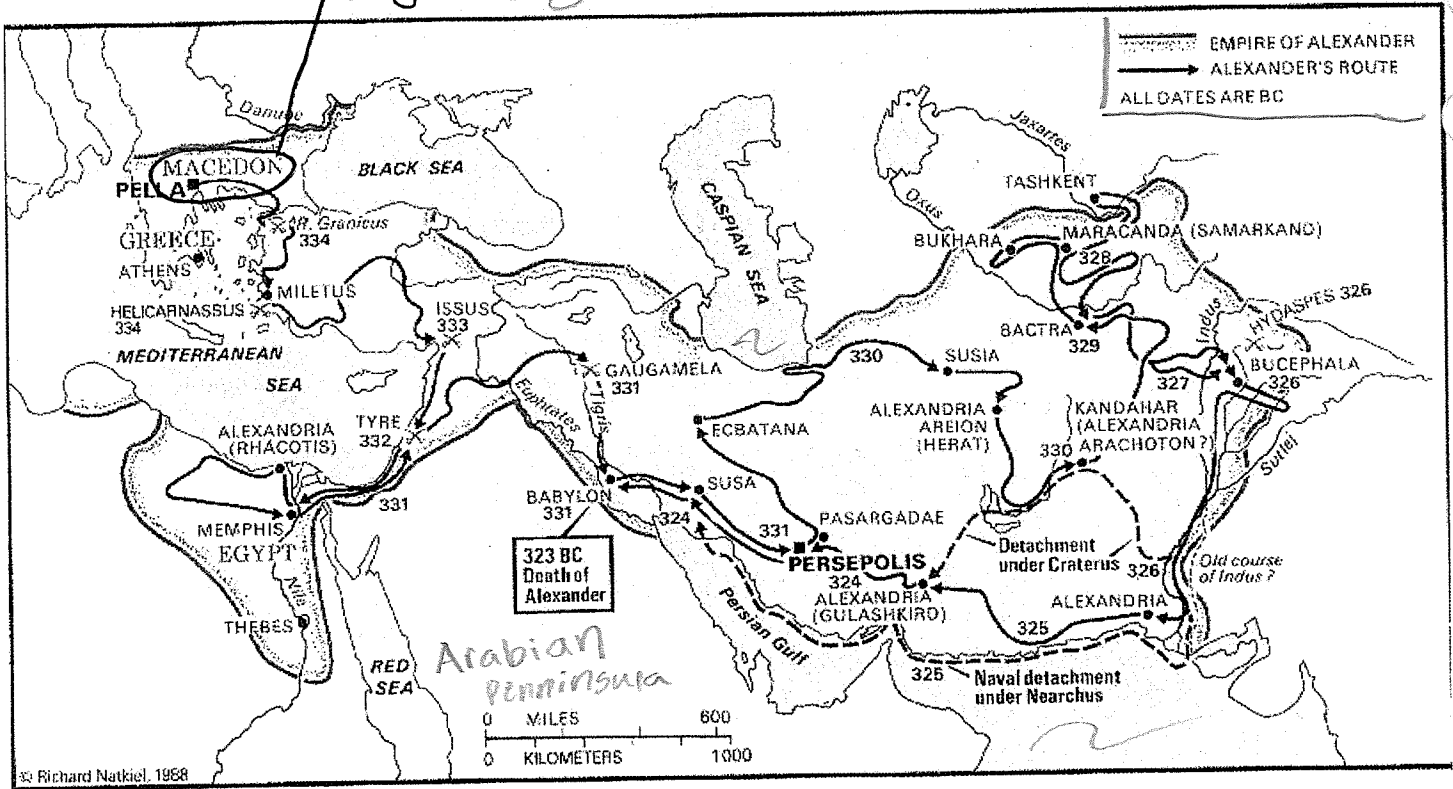 EMPIRE OF ALEXANDER
ALEXANDER'S ROUTE
ALL DATES ARE BC
Danube
MACEDON
PELLA
BLACK SEA
R. Granicus
334
GREECE
ATHENS
MILETUS
HELICARNASSUS
334
ISSUS
333
MEDITERRANEAN
SEA
CASPIAN SEA
Jaxartes
TASHKENT
Oxus
BUKHARA
MARACANDA (SAMARKAND)
328
BACTRA
329
Indus
HYDASPES 326
BUCEPHALA
326
327
330
SUSIA
GAUGAMELA
331
Euphrates
Tigris
TYRE
332
ECBATANA
ALEXANDRIA
AREION
(HERAT)
KANDAHAR
(ALEXANDRIA
ARACHOTON?)
330
Sutlej
ALEXANDRIA
(RHACOTIS)
331
MEMPHIS
EGYPT
Nile
THEBES
BABYLON
331
SUSA
324
331
PASARGADAE
PERSEPOLIS
324
ALEXANDRIA
(GULASHKIRD)
323 BC
Death of
Alexander
Detachment
under Craterus
326
Old course
of Indus?
ALEXANDRIA
325
Persian Gulf
325
Naval detachment
under Nearchus
RED
SEA
Arabian
Penninsula
0 MILES 600
0 KILOMETERS 1000
© Richard Natkiel, 1988